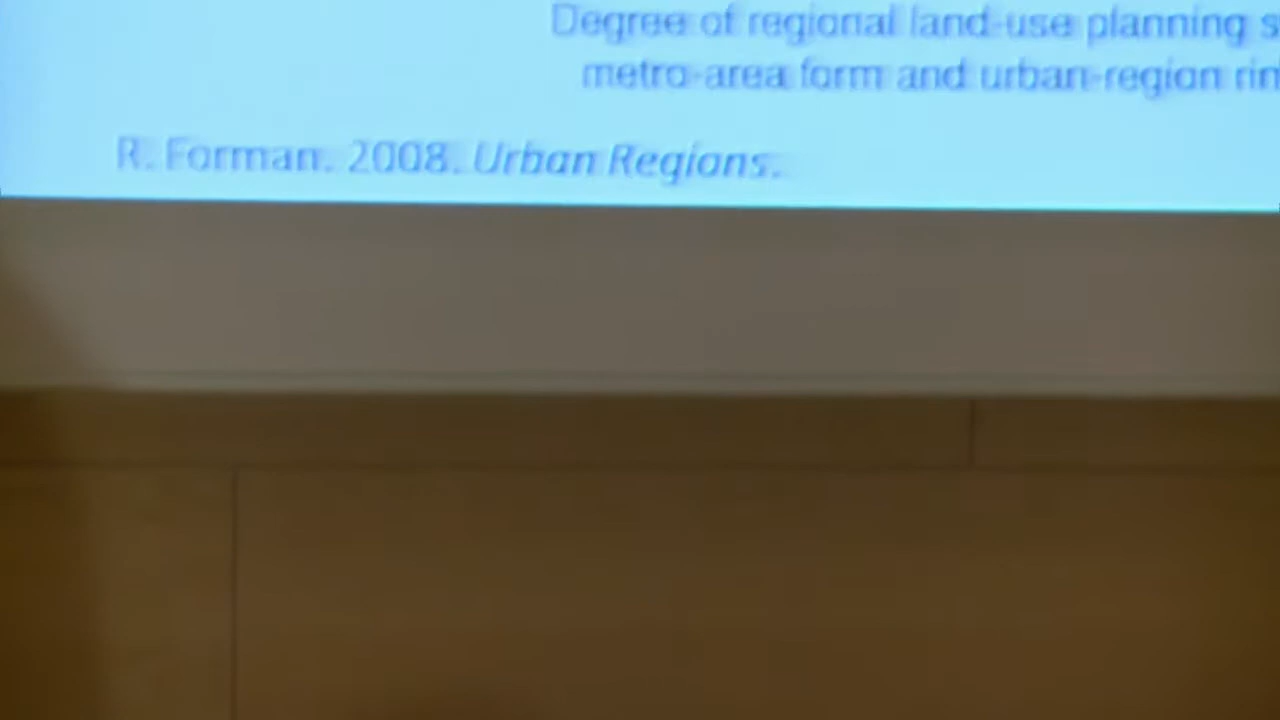 Degree of regional land-use planning
metro-area form and urban-region
R. Forman. 2008. Urban Regions.